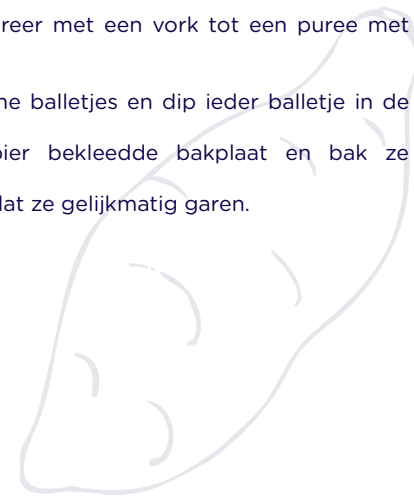 reer met een vork tot een puree met
ne balletjes en dip ieder balletje in de
pier bekleedde bakplaat en bak ze
dat ze gelijkmatig garen.